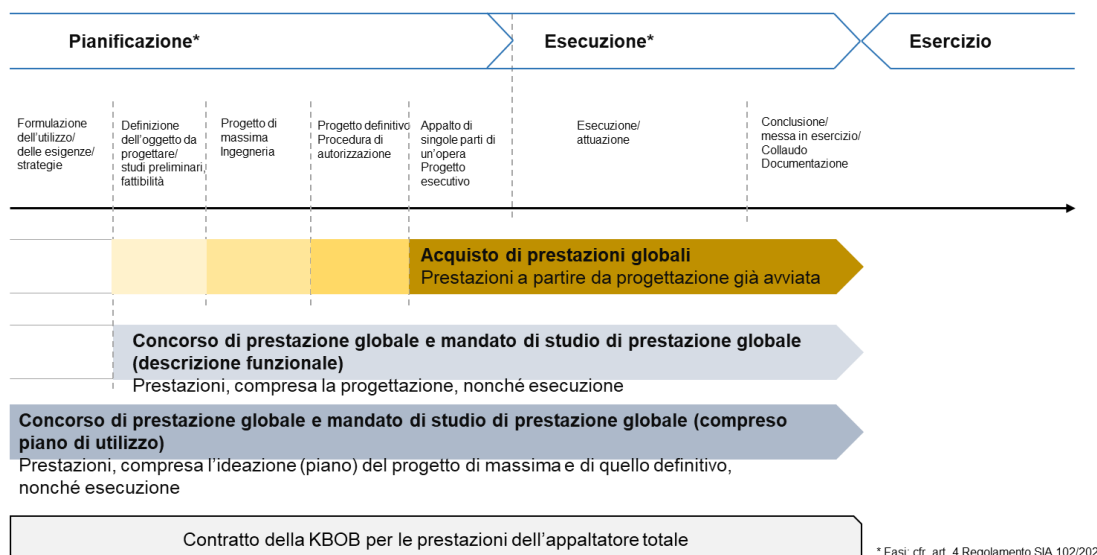 Pianificazione*
Esecuzione*
Esercizio
Formulazione
dell'utilizzo/
delle esigenze/
strategie
Definizione
dell'oggetto da
progettare/
studi preliminari,
fattibilità
Progetto di
massima
Ingegneria
Progetto definitivo
Procedura di
autorizzazione
Appalto di
singole parti di
un'opera
Progetto
esecutivo
Esecuzione/
attuazione
Conclusione/
messa in esercizio/
Collaudo
Documentazione
Acquisto di prestazioni globali
Prestazioni a partire da progettazione già avviata
Concorso di prestazione globale e mandato di studio di prestazione globale
(descrizione funzionale)
Prestazioni, compresa la progettazione, nonché esecuzione
Concorso di prestazione globale e mandato di studio di prestazione globale (compreso
piano di utilizzo)
Prestazioni, compresa l'ideazione (piano) del progetto di massima e di quello definitivo,
nonché esecuzione
Contratto della KBOB per le prestazioni dell'appaltatore totale
* Fasi: cfr. art. 4 Regolamento SIA 102/202